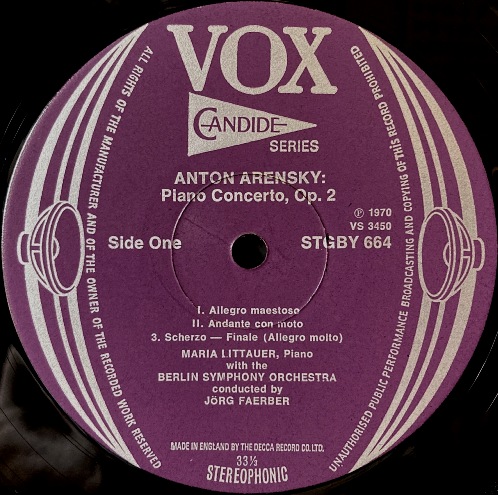 VOX
CANDIDE
SERIES
ANTON ARENSKY:
Piano Concerto, Op. 2
℗ 1970
VS 3450
Side One
STGBY 664
I. Allegro maestoso
II. Andante con moto
3. Scherzo — Finale (Allegro molto)
MARIA LITTAUER, Piano
with the
BERLIN SYMPHONY ORCHESTRA
conducted by
JÖRG FAERBER
MADE IN ENGLAND BY THE DECCA RECORD CO. LTD.
33⅓
STEREOPHONIC
ALL RIGHTS OF THE MANUFACTURER AND OF THE OWNER OF THE RECORDED WORK RESERVED
UNAUTHORISED PUBLIC PERFORMANCE BROADCASTING AND COPYING OF THIS RECORD PROHIBITED